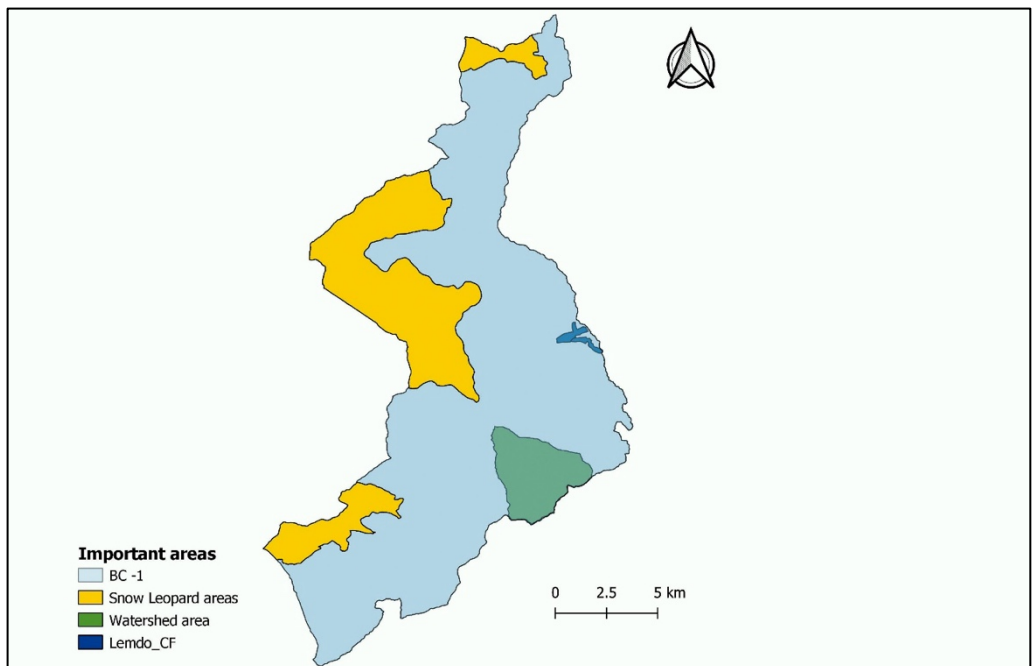 Important areas
BC -1
Snow Leopard areas
Watershed area
Lemdo_CF
0 2.5 5 km